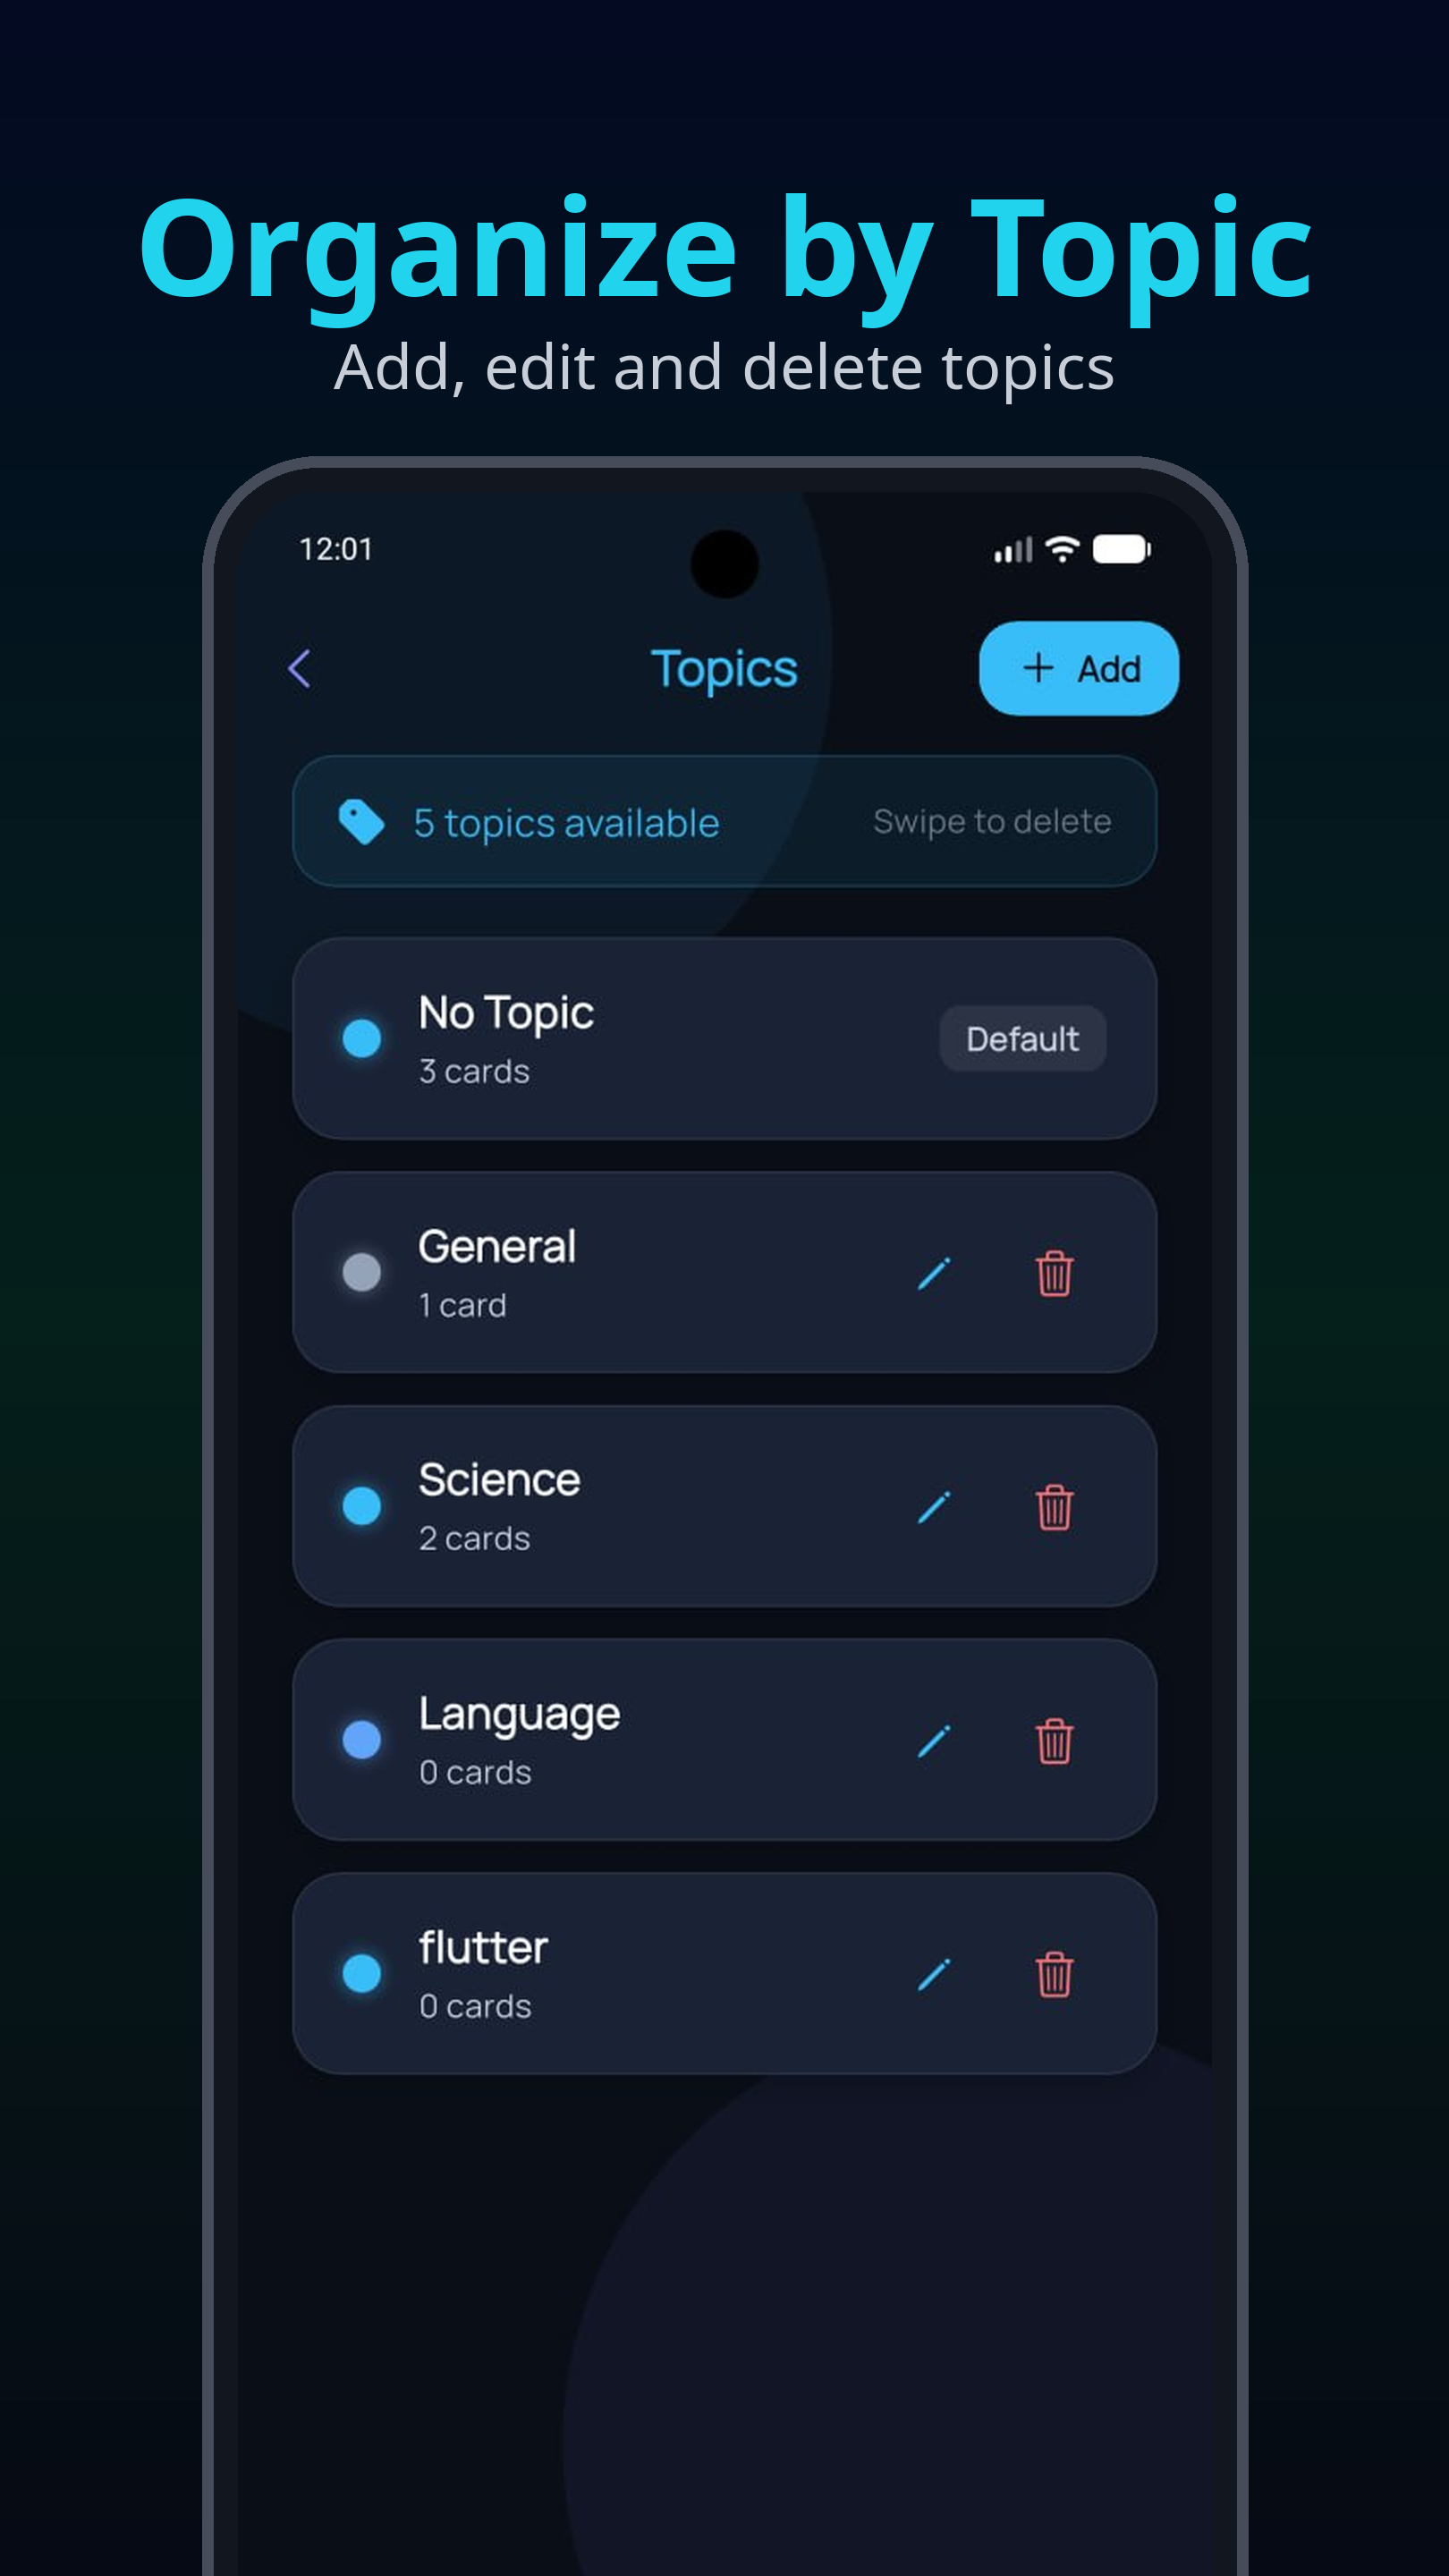 Organize by Topic
Add, edit and delete topics
12:01
Topics
+ Add
5 topics available
Swipe to delete
No Topic
3 cards
Default
General
1 card
Science
2 cards
Language
0 cards
flutter
0 cards